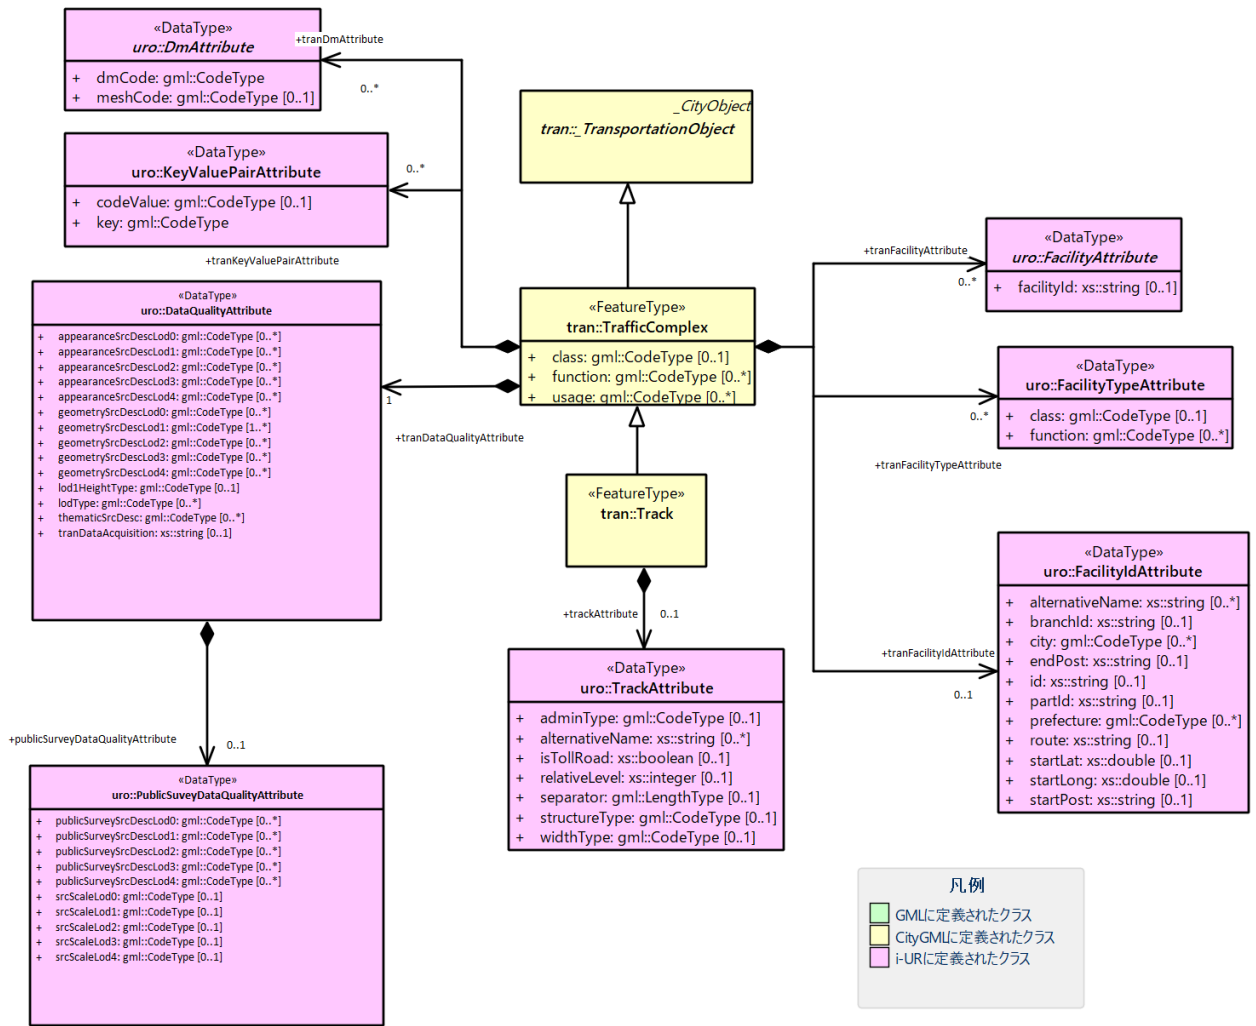 «DataType»
uro::DmAttribute
+ dmCode: gml::CodeType
+ meshCode: gml::CodeType [0..1]
+tranDmAttribute
0..*
«DataType»
uro::KeyValuePairAttribute
+ codeValue: gml::CodeType [0..1]
+ key: gml::CodeType
0..*
+tranKeyValuePairAttribute
_CityObject
tran::_TransportationObject
«FeatureType»
tran::TrafficComplex
+ class: gml::CodeType [0..1]
+ function: gml::CodeType [0..*]
+ usage: gml::CodeType [0..*]
«DataType»
uro::DataQualityAttribute
+ appearanceSrcDescLod0: gml::CodeType [0..*]
+ appearanceSrcDescLod1: gml::CodeType [0..*]
+ appearanceSrcDescLod2: gml::CodeType [0..*]
+ appearanceSrcDescLod3: gml::CodeType [0..*]
+ appearanceSrcDescLod4: gml::CodeType [0..*]
+ geometrySrcDescLod0: gml::CodeType [0..*]
+ geometrySrcDescLod1: gml::CodeType [1..*]
+ geometrySrcDescLod2: gml::CodeType [0..*]
+ geometrySrcDescLod3: gml::CodeType [0..*]
+ geometrySrcDescLod4: gml::CodeType [0..*]
+ lod1HeightType: gml::CodeType [0..1]
+ lodType: gml::CodeType [0..*]
+ thematicSrcDesc: gml::CodeType [0..*]
+ tranDataAcquisition: xs::string [0..1]
1
+tranDataQualityAttribute
«FeatureType»
tran::Track
+trackAttribute
0..1
«DataType»
uro::TrackAttribute
+ adminType: gml::CodeType [0..1]
+ alternativeName: xs::string [0..*]
+ isTollRoad: xs::boolean [0..1]
+ relativeLevel: xs::integer [0..1]
+ separator: gml::LengthType [0..1]
+ structureType: gml::CodeType [0..1]
+ widthType: gml::CodeType [0..1]
+publicSurveyDataQualityAttribute
0..1
«DataType»
uro::PublicSuveyDataQualityAttribute
+ publicSurveySrcDescLod0: gml::CodeType [0..*]
+ publicSurveySrcDescLod1: gml::CodeType [0..*]
+ publicSurveySrcDescLod2: gml::CodeType [0..*]
+ publicSurveySrcDescLod3: gml::CodeType [0..*]
+ publicSurveySrcDescLod4: gml::CodeType [0..*]
+ srcScaleLod0: gml::CodeType [0..1]
+ srcScaleLod1: gml::CodeType [0..1]
+ srcScaleLod2: gml::CodeType [0..1]
+ srcScaleLod3: gml::CodeType [0..1]
+ srcScaleLod4: gml::CodeType [0..1]
+tranFacilityAttribute
0..*
«DataType»
uro::FacilityAttribute
+ facilityId: xs::string [0..1]
«DataType»
uro::FacilityTypeAttribute
+ class: gml::CodeType [0..1]
+ function: gml::CodeType [0..*]
0..*
+tranFacilityTypeAttribute
«DataType»
uro::FacilityIdAttribute
+ alternativeName: xs::string [0..*]
+ branchId: xs::string [0..1]
+ city: gml::CodeType [0..*]
+ endPost: xs::string [0..1]
+ id: xs::string [0..1]
+ partId: xs::string [0..1]
+ prefecture: gml::CodeType [0..*]
+ route: xs::string [0..1]
+ startLat: xs::double [0..1]
+ startLong: xs::double [0..1]
+ startPost: xs::string [0..1]
+tranFacilityIdAttribute
0..1
凡例
GMLに定義されたクラス
CityGMLに定義されたクラス
i-URに定義されたクラス